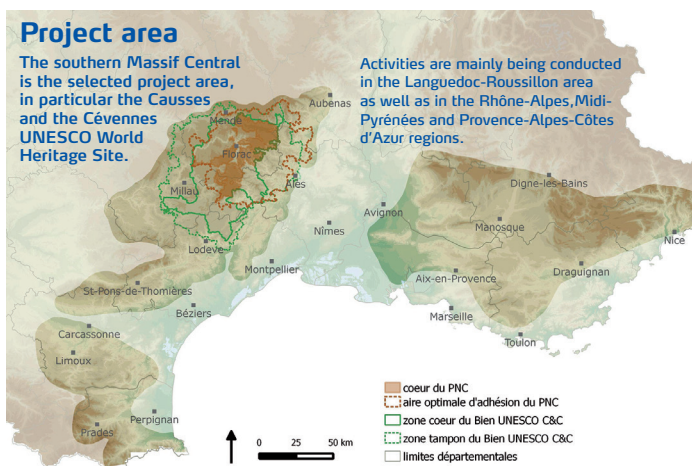 Project area
The southern Massif Central
is the selected project area,
in particular the Causses
and the Cévennes
UNESCO World
Heritage Site.
Activities are mainly being conducted
in the Languedoc-Roussillon area
as well as in the Rhône-Alpes,Midi-
Pyrénées and Provence-Alpes-Côtes
d'Azur regions.
Aubenas
Mende
Florac
Millau
Alès
Digne-les-Bains
Avignon
Manosque
Nîmes
Nice
Lodève
Montpellier
Aix-en-Provence
Draguignan
St-Pons-de-Thomières
Béziers
Marseille
Toulon
Carcassonne
Limoux
Perpignan
Prades
coeur du PNC
aire optimale d'adhésion du PNC
zone coeur du Bien UNESCO C&C
zone tampon du Bien UNESCO C&C
limites départementales
0 25 50 km